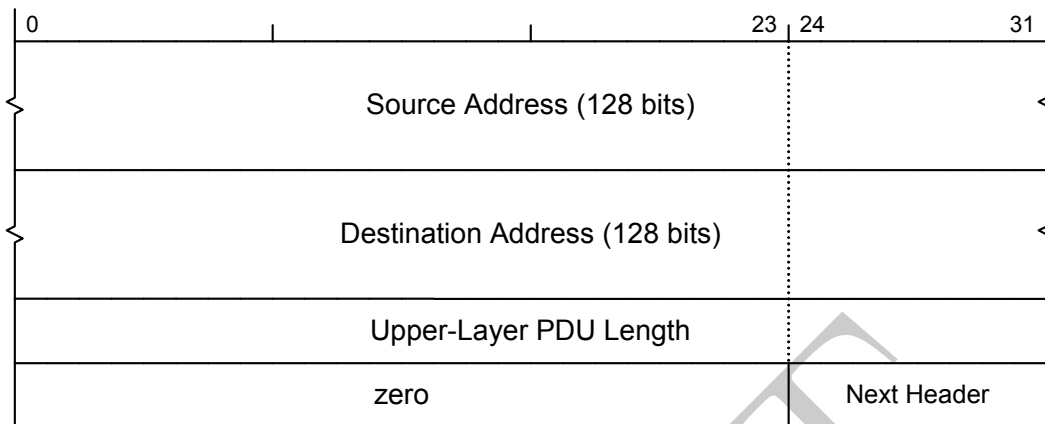 0 23 24 31
Source Address (128 bits)
Destination Address (128 bits)
Upper-Layer PDU Length
zero Next Header
T